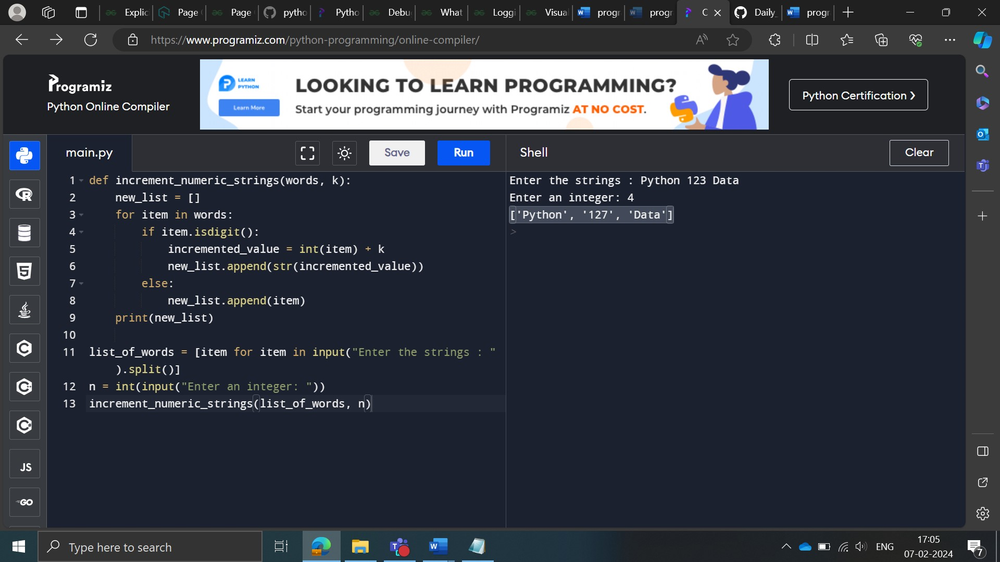 Explic
Page
Page
pytho
Pytho
Debu
What
Loggi
Visual
progr
progr
C
Daily_
progr
https://www.programiz.com/python-programming/online-compiler/
Programiz
Python Online Compiler
LEARN
PYTHON
Learn More
LOOKING TO LEARN PROGRAMMING?
Start your programming journey with Programiz AT NO COST.
Python Certification ❯
main.py
Save
Run
Shell
Clear
1 def increment_numeric_strings(words, k):
2 new_list = []
3 for item in words:
4 if item.isdigit():
5 incremented_value = int(item) + k
6 new_list.append(str(incremented_value))
7 else:
8 new_list.append(item)
9 print(new_list)
10
11 list_of_words = [item for item in input("Enter the strings : "
).split()]
12 n = int(input("Enter an integer: "))
13 increment_numeric_strings(list_of_words, n)
Enter the strings : Python 123 Data
Enter an integer: 4
['Python', '127', 'Data']
>
JS
GO
Type here to search
ENG
17:05
07-02-2024
7